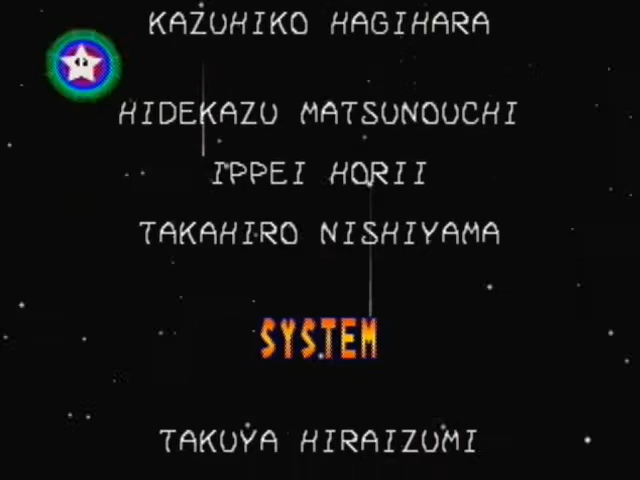 KAZUHIKO HAGIHARA
HIDEKAZU MATSUNOUCHI
IPPEI HORII
TAKAHIRO NISHIYAMA
SYSTEM
TAKUYA HIRAIZUMI